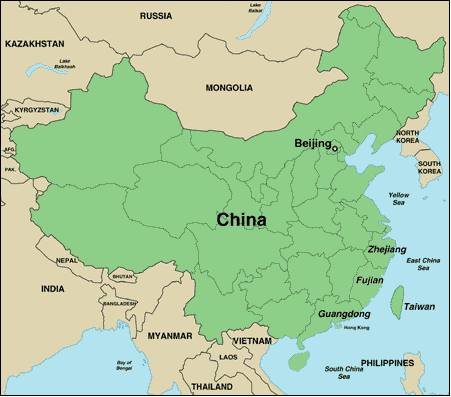 RUSSIA
Lake
Baikal
KAZAKHSTAN
Lake
Balkhash
MONGOLIA
KYRGYZSTAN
NORTH
KOREA
Beijing
AFG.
PAK.
SOUTH
KOREA
Yellow
Sea
China
Zhejiang
NEPAL
East China
Sea
BHUTAN
Fujian
INDIA
BANGLADESH
Taiwan
Guangdong
Hong Kong
MYANMAR
VIETNAM
LAOS
Bay of
Bengal
PHILIPPINES
South China
Sea
THAILAND